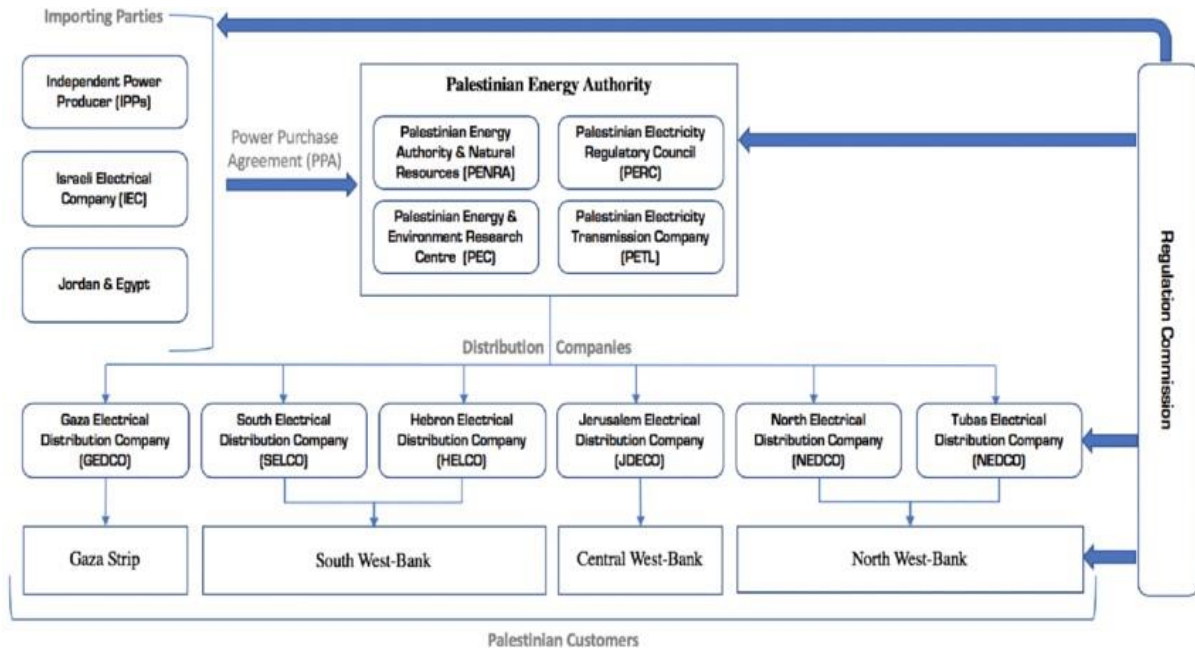 Importing Parties
Independent Power
Producer (IPPs)
Israeli Electrical
Company (IEC)
Jordan & Egypt
Power Purchase
Agreement (PPA)
Palestinian Energy Authority
Palestinian Energy
Authority & Natural
Resources (PENRA)
Palestinian Electricity
Regulatory Council
(PERC)
Palestinian Energy &
Environment Research
Centre (PEC)
Palestinian Electricity
Transmission Company
(PETL)
Regulation Commission
Distribution Companies
Gaza Electrical
Distribution Company
(GEDCO)
South Electrical
Distribution Company
(SELCO)
Hebron Electrical
Distribution Company
(HELCO)
Jerusalem Electrical
Distribution Company
(JDECO)
North Electrical
Distribution Company
(NEDCO)
Tubas Electrical
Distribution Company
(NEDCO)
Gaza Strip
South West-Bank
Central West-Bank
North West-Bank
Palestinian Customers